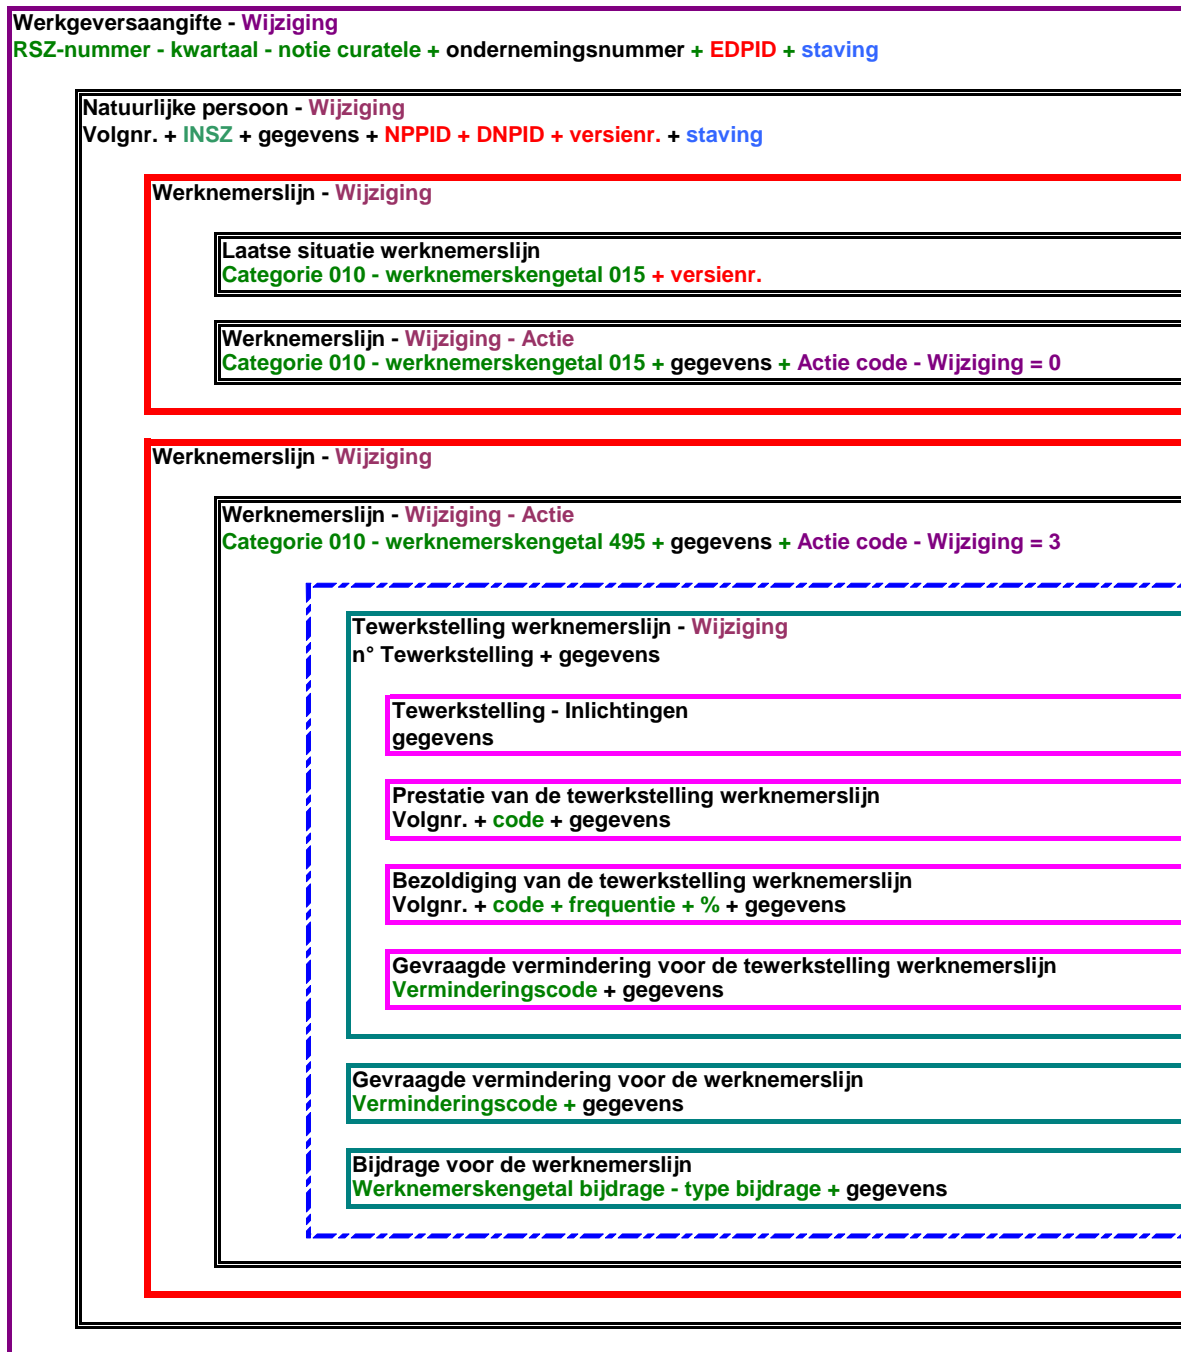 Werkgeversaangifte - Wijziging
RSZ-nummer - kwartaal - notie curatele + ondernemingsnummer + EDPID + staving
Natuurlijke persoon - Wijziging
Volgnr. + INSZ + gegevens + NPPID + DNPID + versienr. + staving
Werknemerslijn - Wijziging
Laatse situatie werknemerslijn
Categorie 010 - werknemerskengetal 015 + versienr.
Werknemerslijn - Wijziging - Actie
Categorie 010 - werknemerskengetal 015 + gegevens + Actie code - Wijziging = 0
Werknemerslijn - Wijziging
Werknemerslijn - Wijziging - Actie
Categorie 010 - werknemerskengetal 495 + gegevens + Actie code - Wijziging = 3
Tewerkstelling werknemerslijn - Wijziging
n° Tewerkstelling + gegevens
Tewerkstelling - Inlichtingen
gegevens
Prestatie van de tewerkstelling werknemerslijn
Volgnr. + code + gegevens
Bezoldiging van de tewerkstelling werknemerslijn
Volgnr. + code + frequentie + % + gegevens
Gevraagde vermindering voor de tewerkstelling werknemerslijn
Verminderingscode + gegevens
Gevraagde vermindering voor de werknemerslijn
Verminderingscode + gegevens
Bijdrage voor de werknemerslijn
Werknemerskengetal bijdrage - type bijdrage + gegevens